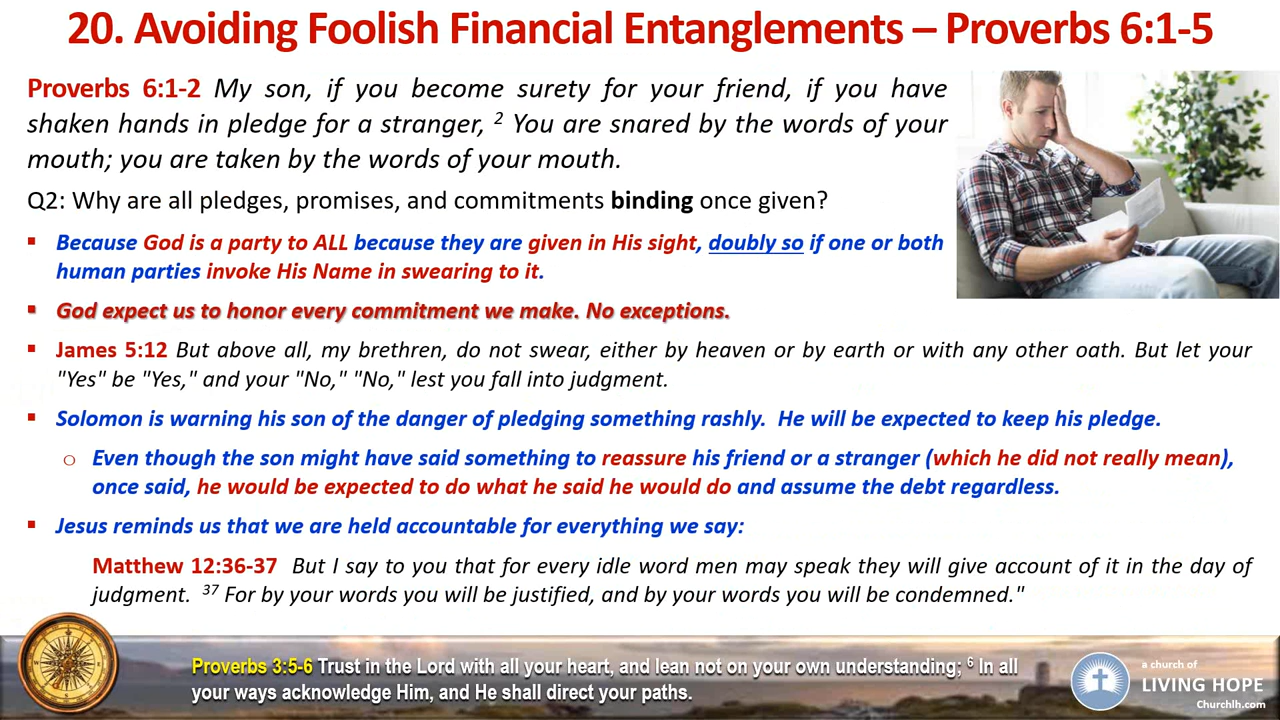 20. Avoiding Foolish Financial Entanglements – Proverbs 6:1-5
Proverbs 6:1-2 My son, if you become surety for your friend, if you have
shaken hands in pledge for a stranger, 2 You are snared by the words of your
mouth; you are taken by the words of your mouth.
Q2: Why are all pledges, promises, and commitments binding once given?
▪ Because God is a party to ALL because they are given in His sight, doubly so if one or both
human parties invoke His Name in swearing to it.
▪ God expect us to honor every commitment we make. No exceptions.
▪ James 5:12 But above all, my brethren, do not swear, either by heaven or by earth or with any other oath. But let your
"Yes" be "Yes," and your "No," "No," lest you fall into judgment.
▪ Solomon is warning his son of the danger of pledging something rashly. He will be expected to keep his pledge.
o Even though the son might have said something to reassure his friend or a stranger (which he did not really mean),
once said, he would be expected to do what he said he would do and assume the debt regardless.
▪ Jesus reminds us that we are held accountable for everything we say:
Matthew 12:36-37 But I say to you that for every idle word men may speak they will give account of it in the day of
judgment. 37 For by your words you will be justified, and by your words you will be condemned."
Proverbs 3:5-6 Trust in the Lord with all your heart, and lean not on your own understanding; 6 In all
your ways acknowledge Him, and He shall direct your paths.
a church of
LIVING HOPE
Churchlh.com